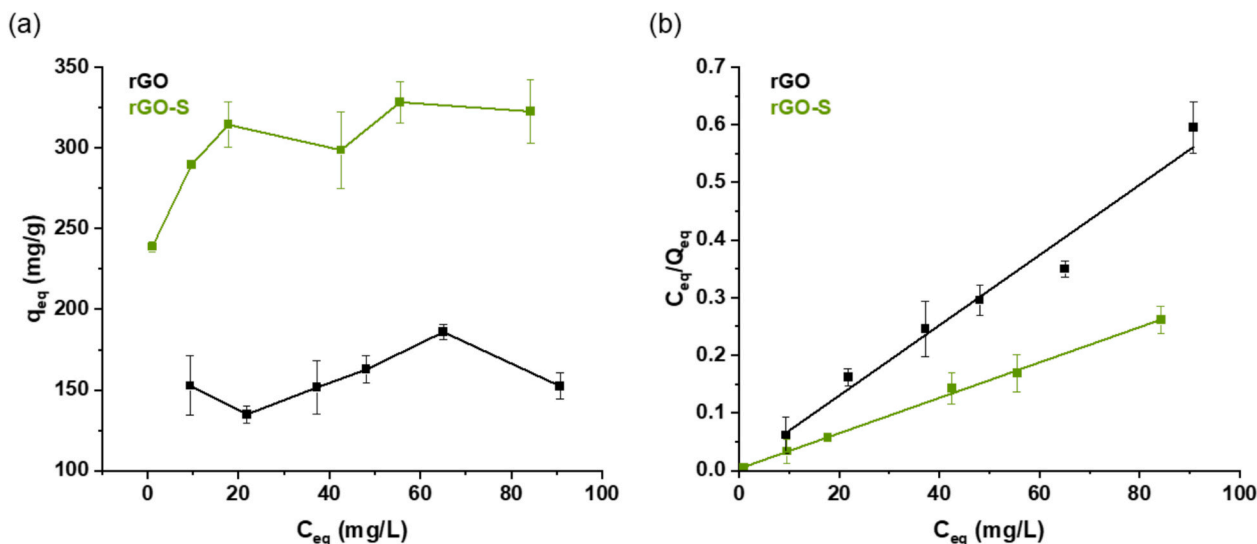 (a)
rGO
rGO-S
350
300
250
200
150
100
q_eq (mg/g)
0 20 40 60 80 100
C_eq (mg/L)
(b)
rGO
rGO-S
0.7
0.6
0.5
0.4
0.3
0.2
0.1
0.0
C_eq/Q_eq
0 20 40 60 80 100
C_eq (mg/L)